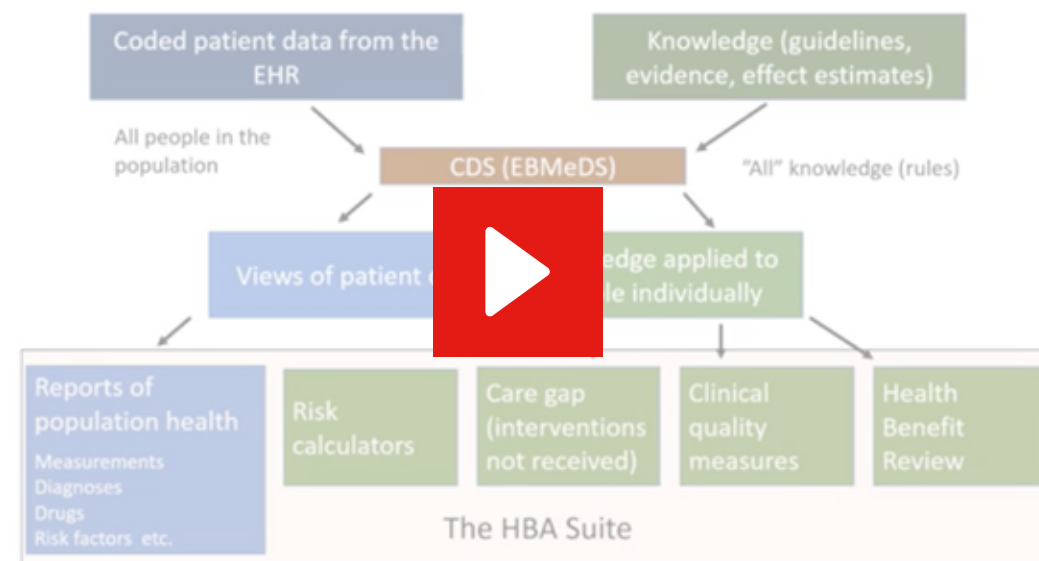 Coded patient data from the
EHR
Knowledge (guidelines,
evidence, effect estimates)
All people in the
population
CDS (EBMeDS)
"All" knowledge (rules)
Views of patient
edge applied to
le individually
Reports of
population health
Measurements
Diagnoses
Drugs
Risk factors etc.
Risk
calculators
Care gap
(interventions
not received)
Clinical
quality
measures
Health
Benefit
Review
The HBA Suite